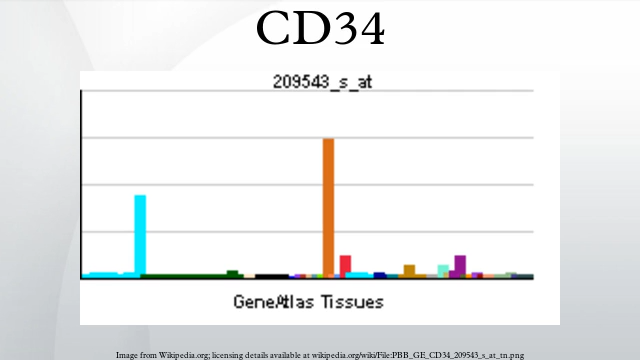 CD34
209543_s_at
GeneAtlas Tissues
Image from Wikipedia.org; licensing details available at wikipedia.org/wiki/File:PBB_GE_CD34_209543_s_at_tn.png